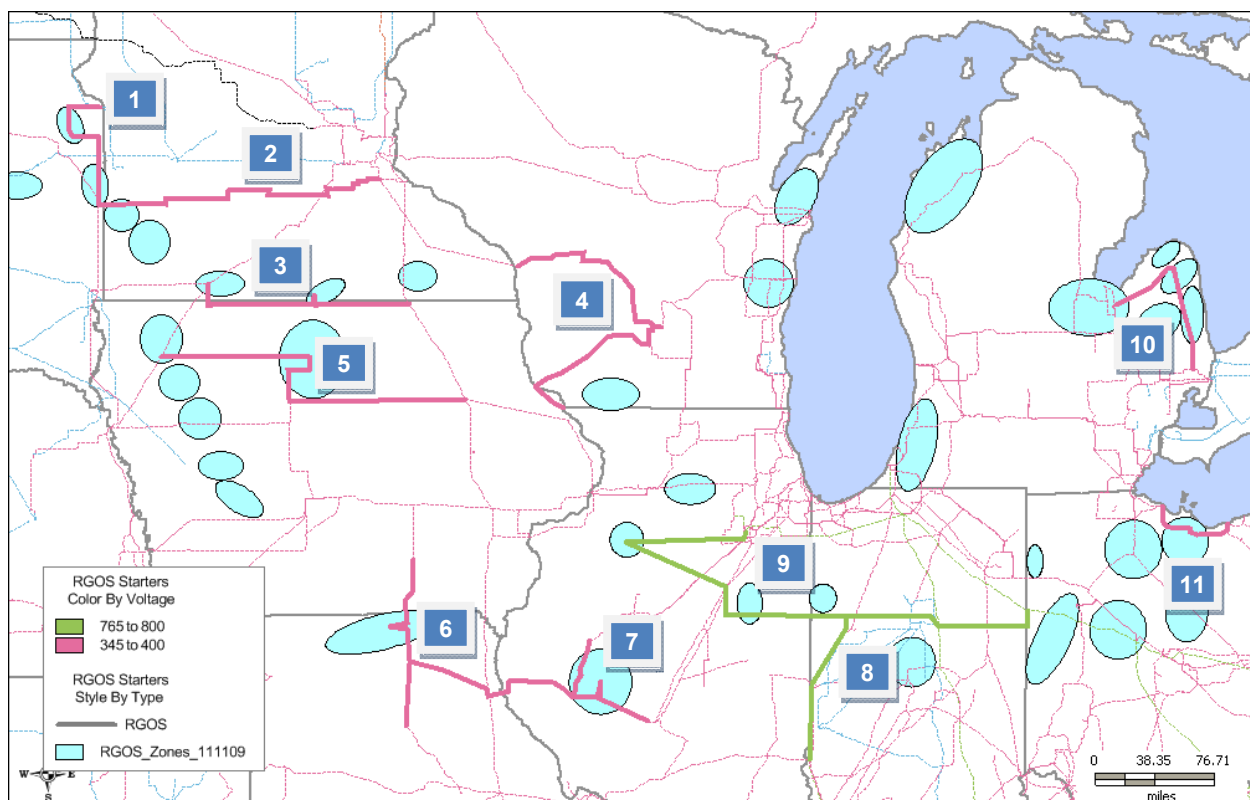 1
2
3
4
5
6
7
8
9
10
11
RGOS Starters
Color By Voltage
765 to 800
345 to 400
RGOS Starters
Style By Type
RGOS
RGOS_Zones_111109
W
E
S
0 38.35 76.71
miles